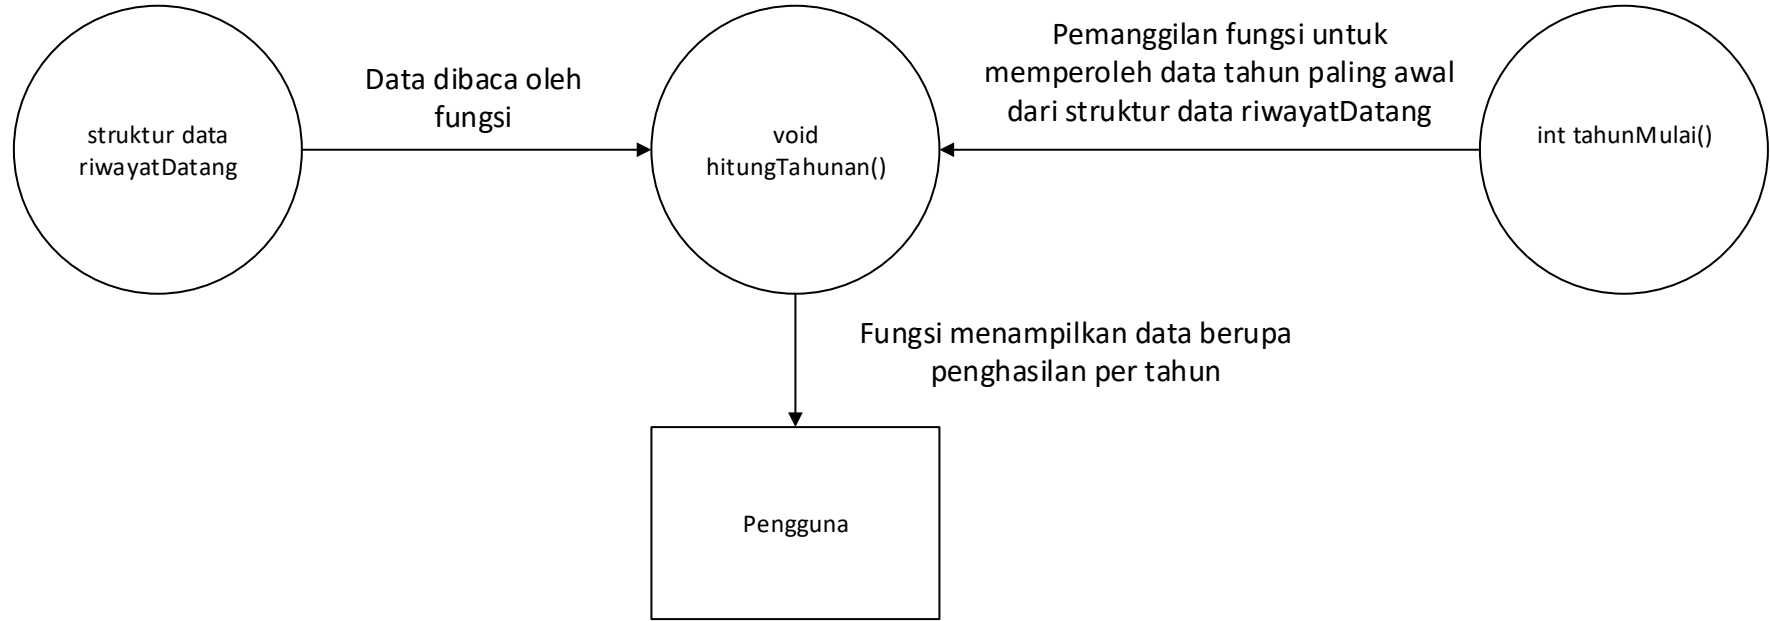 struktur data
riwayatDatang
Data dibaca oleh
fungsi
void
hitungTahunan()
Pemanggilan fungsi untuk
memperoleh data tahun paling awal
dari struktur data riwayatDatang
int tahunMulai()
Fungsi menampilkan data berupa
penghasilan per tahun
Pengguna